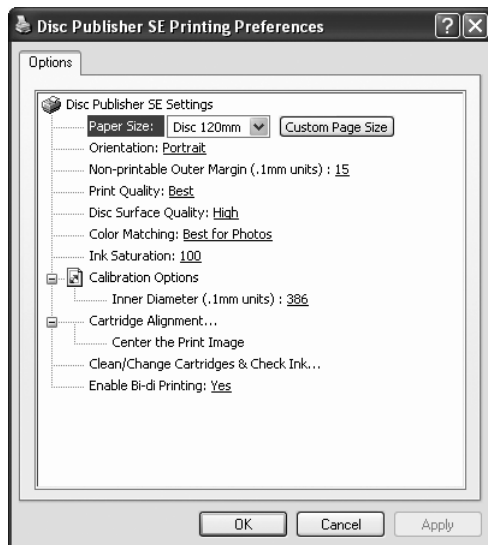 Disc Publisher SE Printing Preferences
Options
Disc Publisher SE Settings
Paper Size: Disc 120mm Custom Page Size
Orientation: Portrait
Non-printable Outer Margin (.1mm units) : 15
Print Quality: Best
Disc Surface Quality: High
Color Matching: Best for Photos
Ink Saturation: 100
Calibration Options
Inner Diameter (.1mm units) : 386
Cartridge Alignment...
Center the Print Image
Clean/Change Cartridges & Check Ink...
Enable Bi-di Printing: Yes
OK Cancel Apply